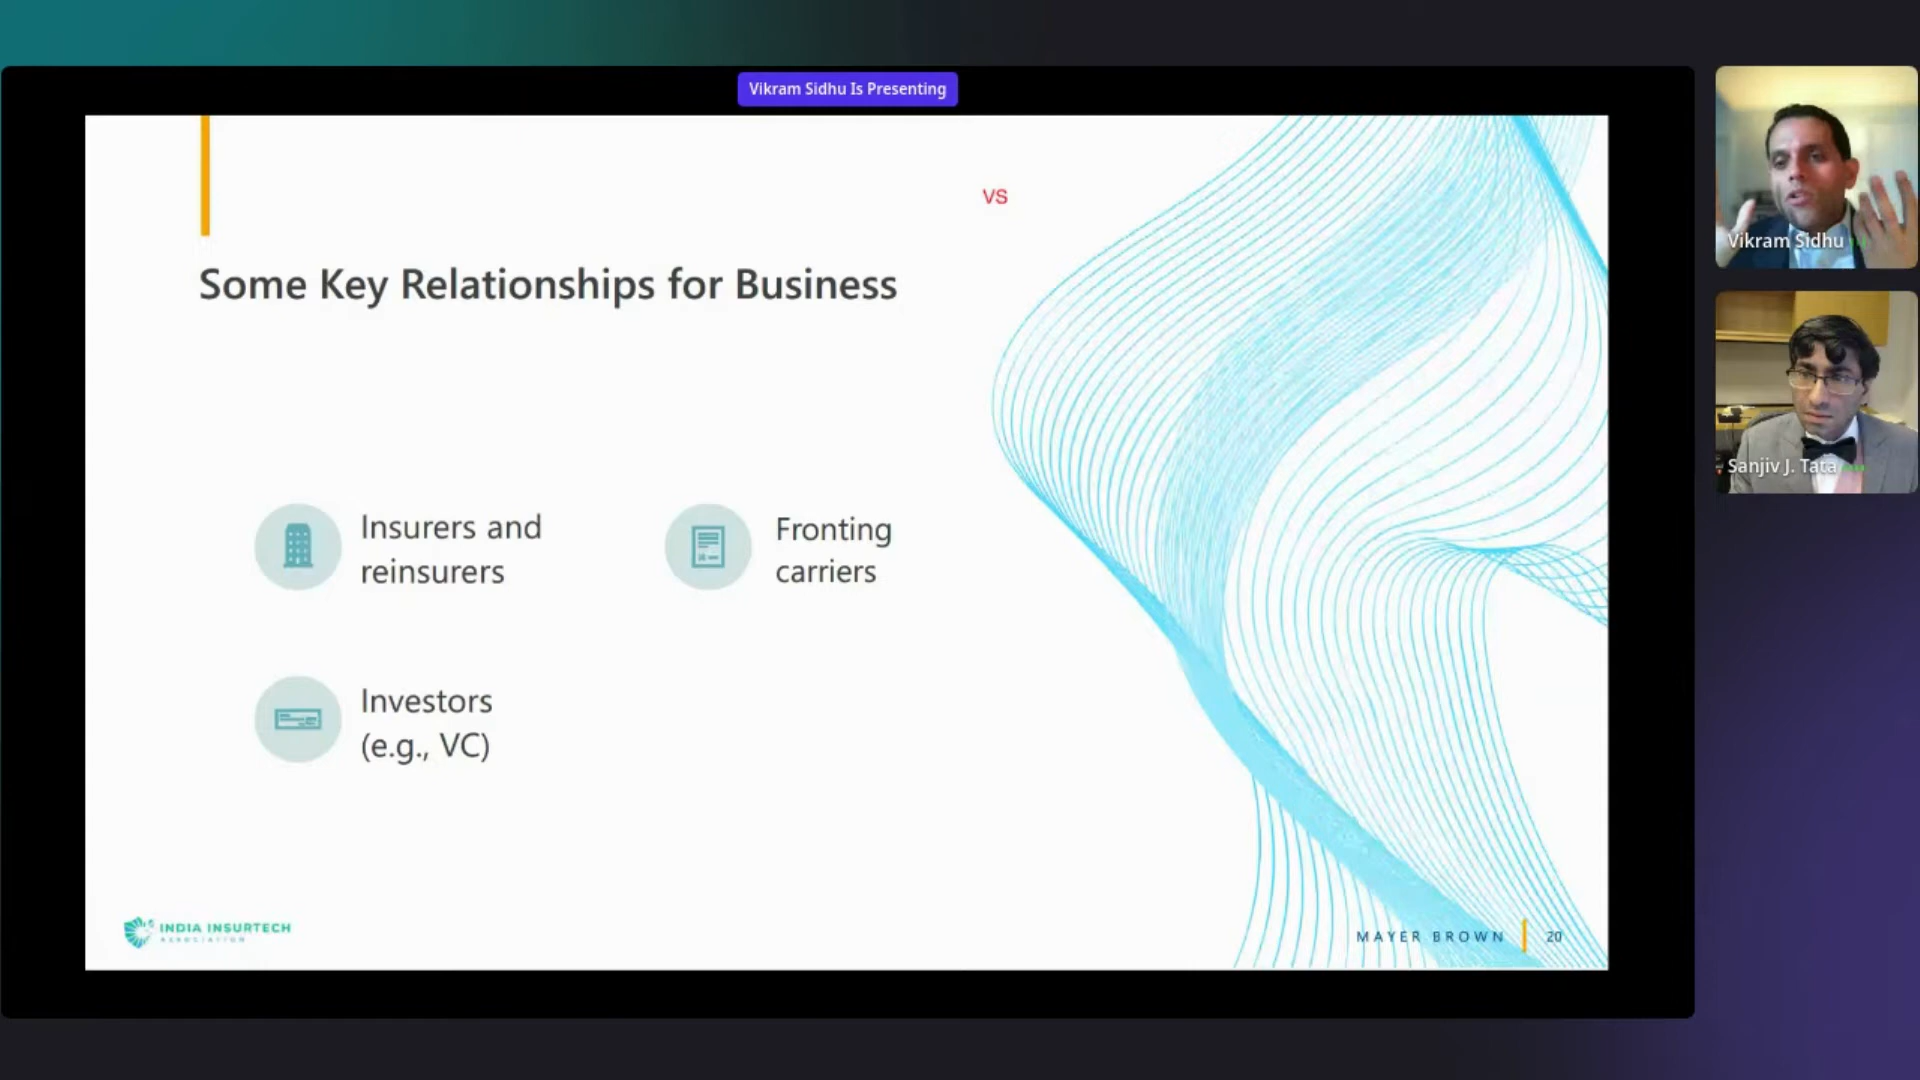 Vikram Sidhu Is Presenting
VS
Some Key Relationships for Business
Insurers and
reinsurers
Fronting
carriers
Investors
(e.g., VC)
INDIA INSURTECH
ASSOCIATION
MAYER BROWN
20
Vikram Sidhu
Sanjiv J. Tata